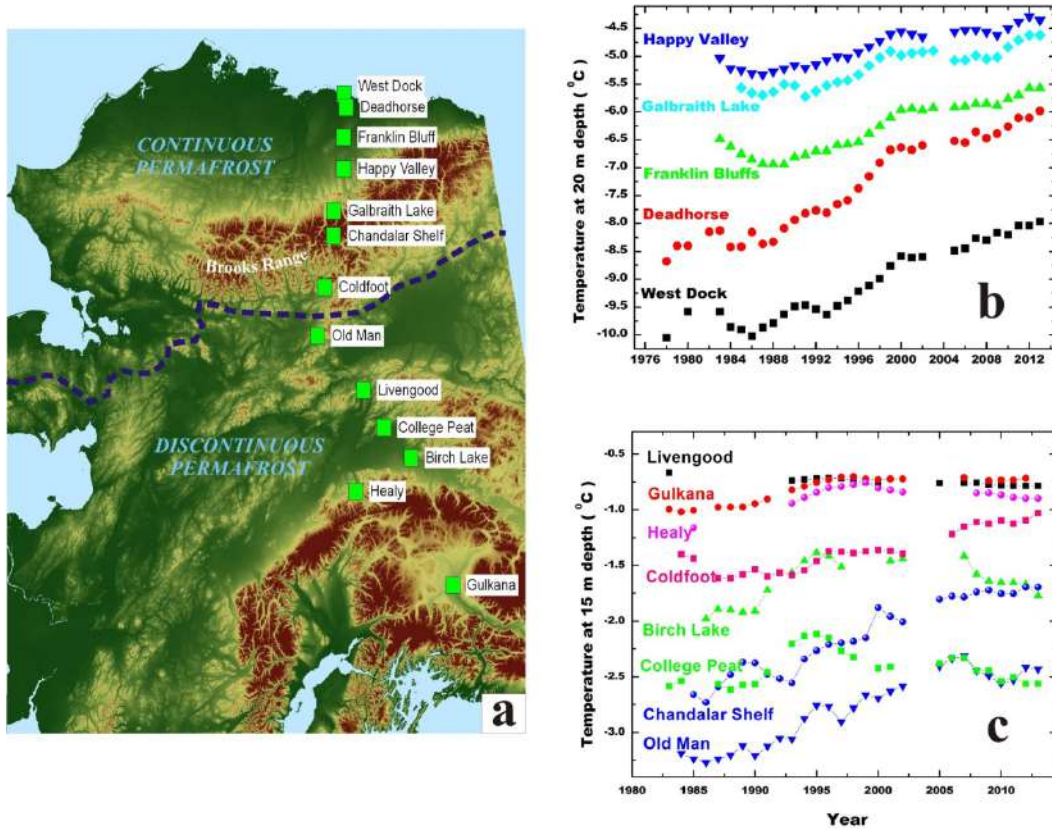 West Dock
Deadhorse
CONTINUOUS
PERMAFROST
Franklin Bluff
Happy Valley
Galbraith Lake
Chandalar Shelf
Brooks Range
Coldfoot
Old Man
Livengood
College Peat
DISCONTINUOUS
PERMAFROST
Birch Lake
Healy
Gulkana
a
Temperature at 20 m depth ( ⁰C)
-4.5
-5.0
-5.5
-6.0
-6.5
-7.0
-7.5
-8.0
-8.5
-9.0
-9.5
-10.0
Happy Valley
Galbraith Lake
Franklin Bluffs
Deadhorse
West Dock
b
1976 1980 1984 1988 1992 1996 2000 2004 2008 2012
Temperature at 15 m depth ( ⁰C)
-0.5
-1.0
-1.5
-2.0
-2.5
-3.0
Livengood
Gulkana
Healy
Coldfoot
Birch Lake
College Peat
Chandalar Shelf
Old Man
c
1980 1985 1990 1995 2000 2005 2010
Year